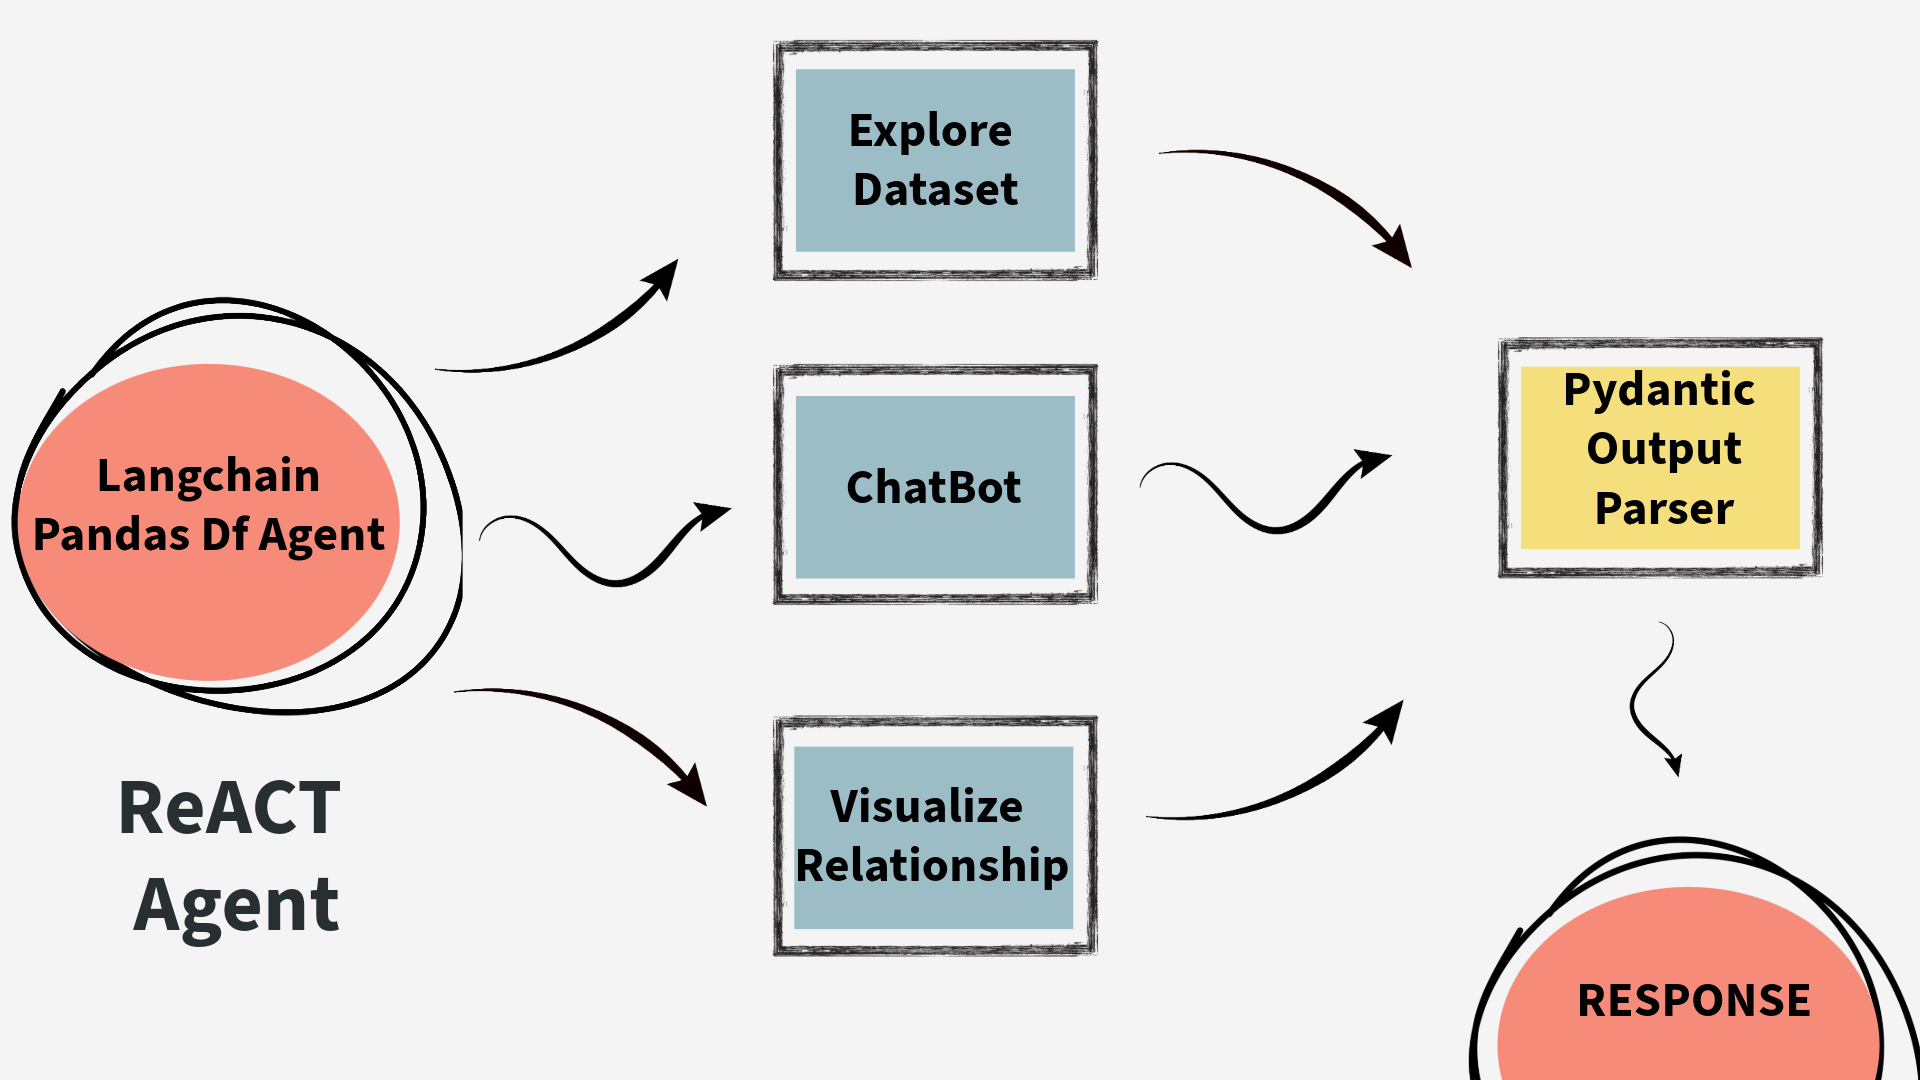 Explore
Dataset
Langchain
Pandas Df Agent
ChatBot
Pydantic
Output
Parser
Visualize
Relationship
ReACT
Agent
RESPONSE